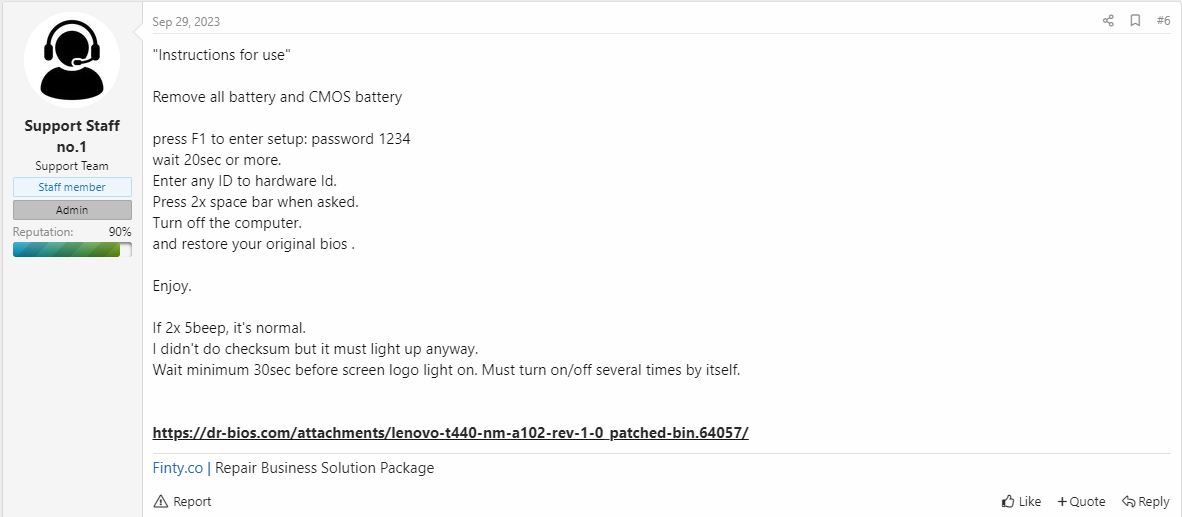 Sep 29, 2023
#6
Support Staff
no.1
Support Team
Staff member
Admin
Reputation: 90%
"Instructions for use"
Remove all battery and CMOS battery
press F1 to enter setup: password 1234
wait 20sec or more.
Enter any ID to hardware Id.
Press 2x space bar when asked.
Turn off the computer.
and restore your original bios .
Enjoy.
If 2x 5beep, it's normal.
I didn't do checksum but it must light up anyway.
Wait minimum 30sec before screen logo light on. Must turn on/off several times by itself.
https://dr-bios.com/attachments/lenovo-t440-nm-a102-rev-1-0_patched-bin.64057/
Finty.co | Repair Business Solution Package
Report
Like + Quote Reply